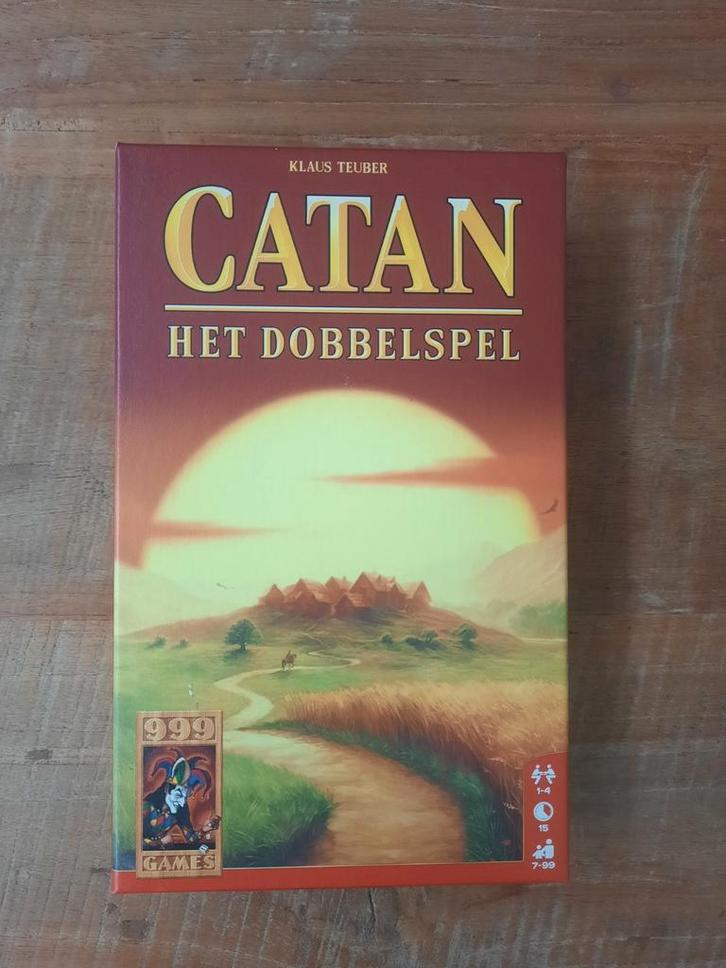 KLAUS TEUBER
CATAN
HET DOBBELSPEL
999
GAMES
1-4
15
7-99